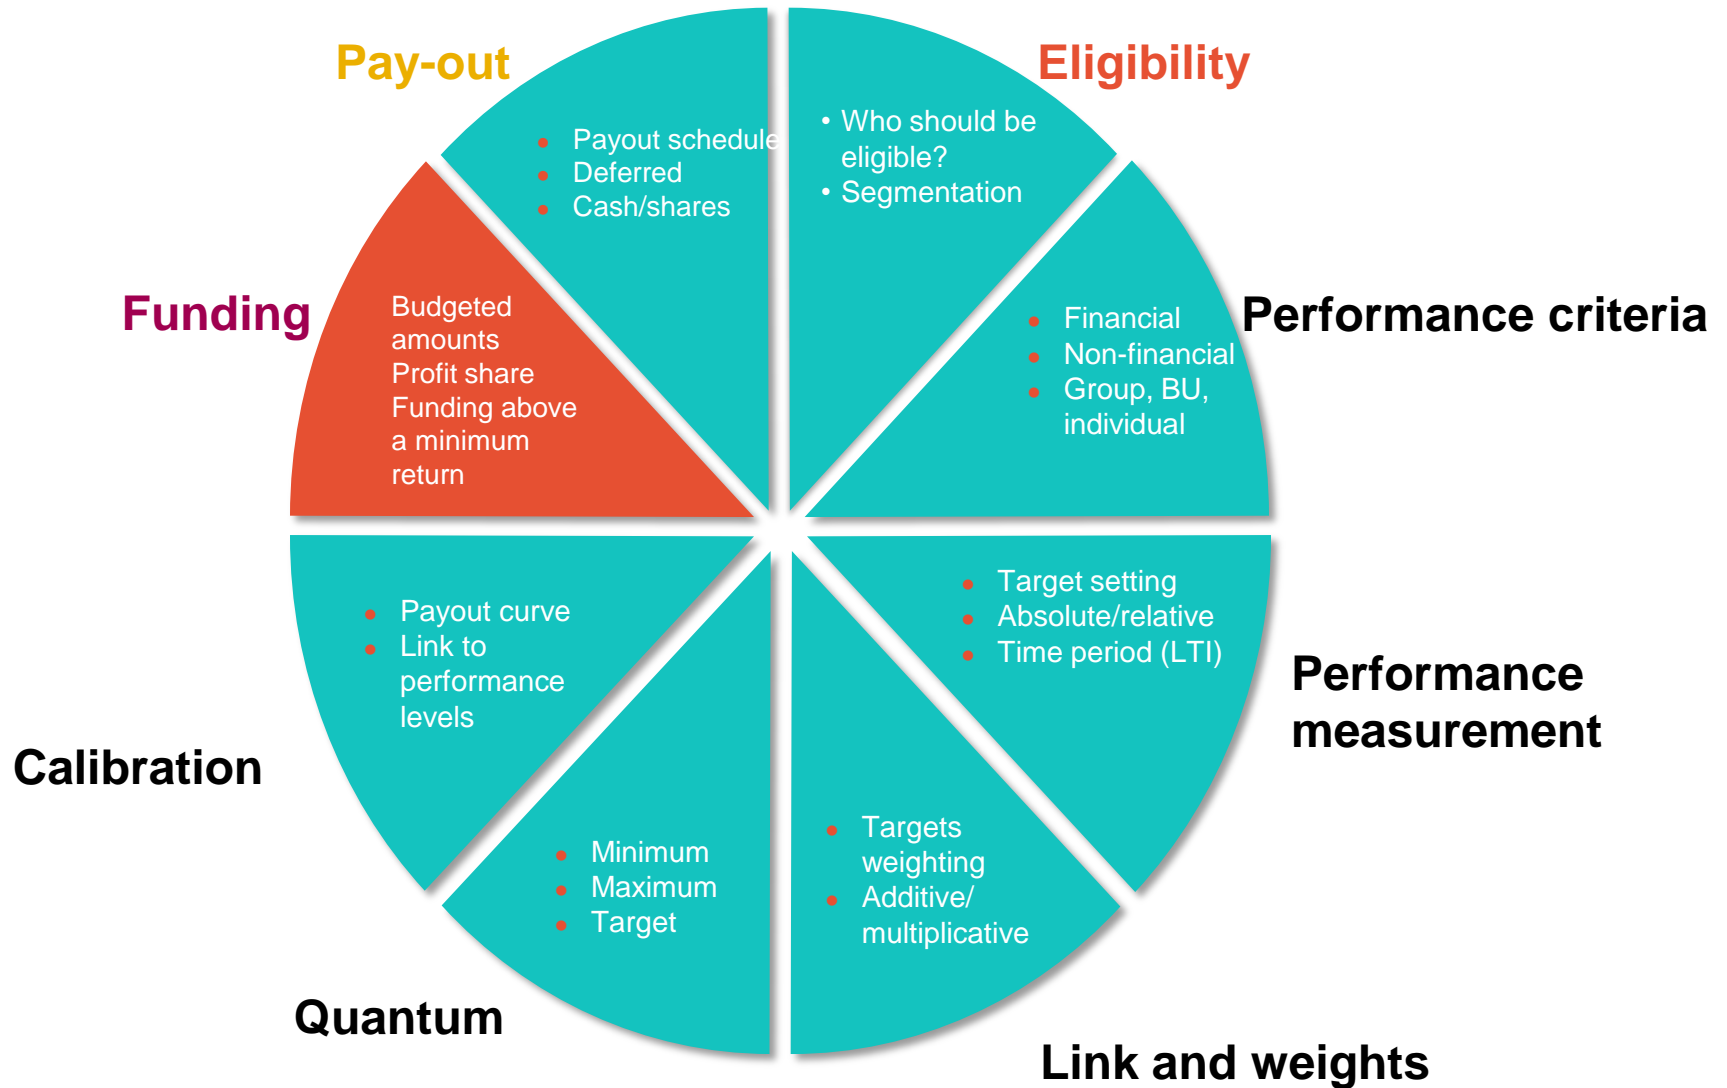 Pay-out
• Payout schedule
• Deferred
• Cash/shares
Eligibility
• Who should be
eligible?
• Segmentation
Performance criteria
• Financial
• Non-financial
• Group, BU,
individual
Performance
measurement
• Target setting
• Absolute/relative
• Time period (LTI)
Link and weights
• Targets
weighting
• Additive/
multiplicative
Quantum
• Minimum
• Maximum
• Target
Calibration
• Payout curve
• Link to
performance
levels
Funding
Budgeted
amounts
Profit share
Funding above
a minimum
return